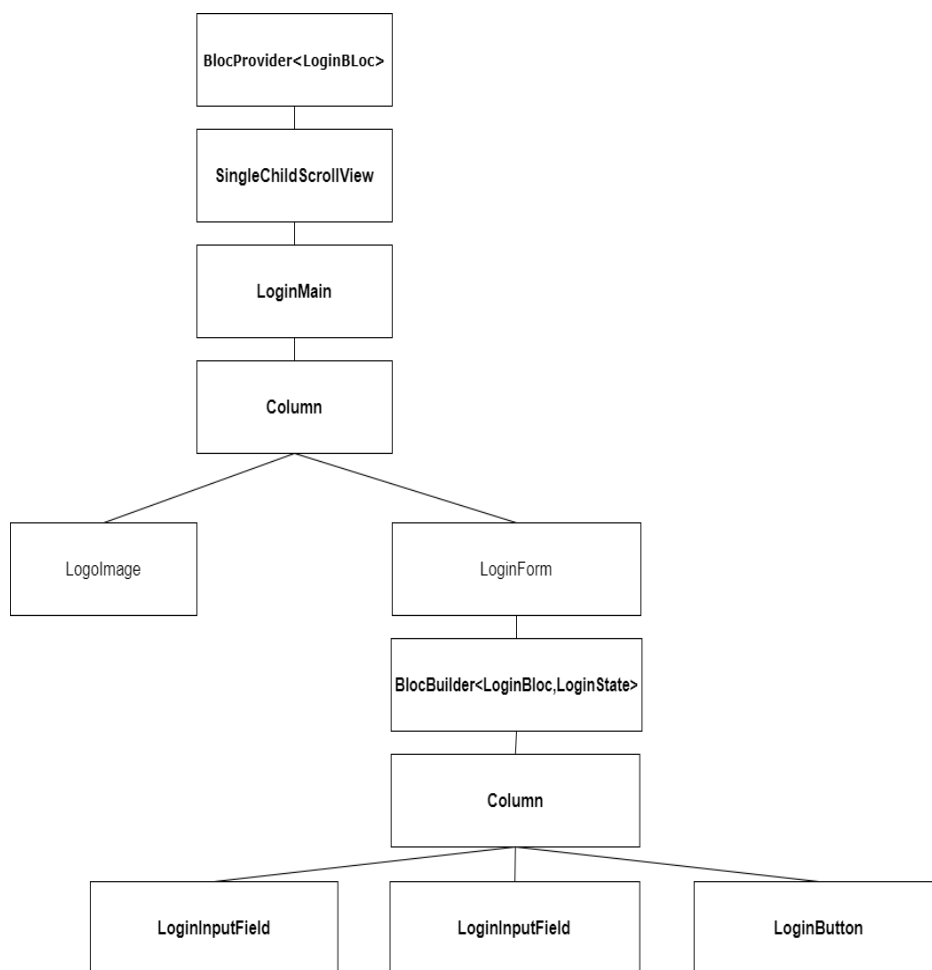 BlocProvider<LoginBLoc>
SingleChildScrollView
LoginMain
Column
LogoImage
LoginForm
BlocBuilder<LoginBloc,LoginState>
Column
LoginInputField
LoginInputField
LoginButton